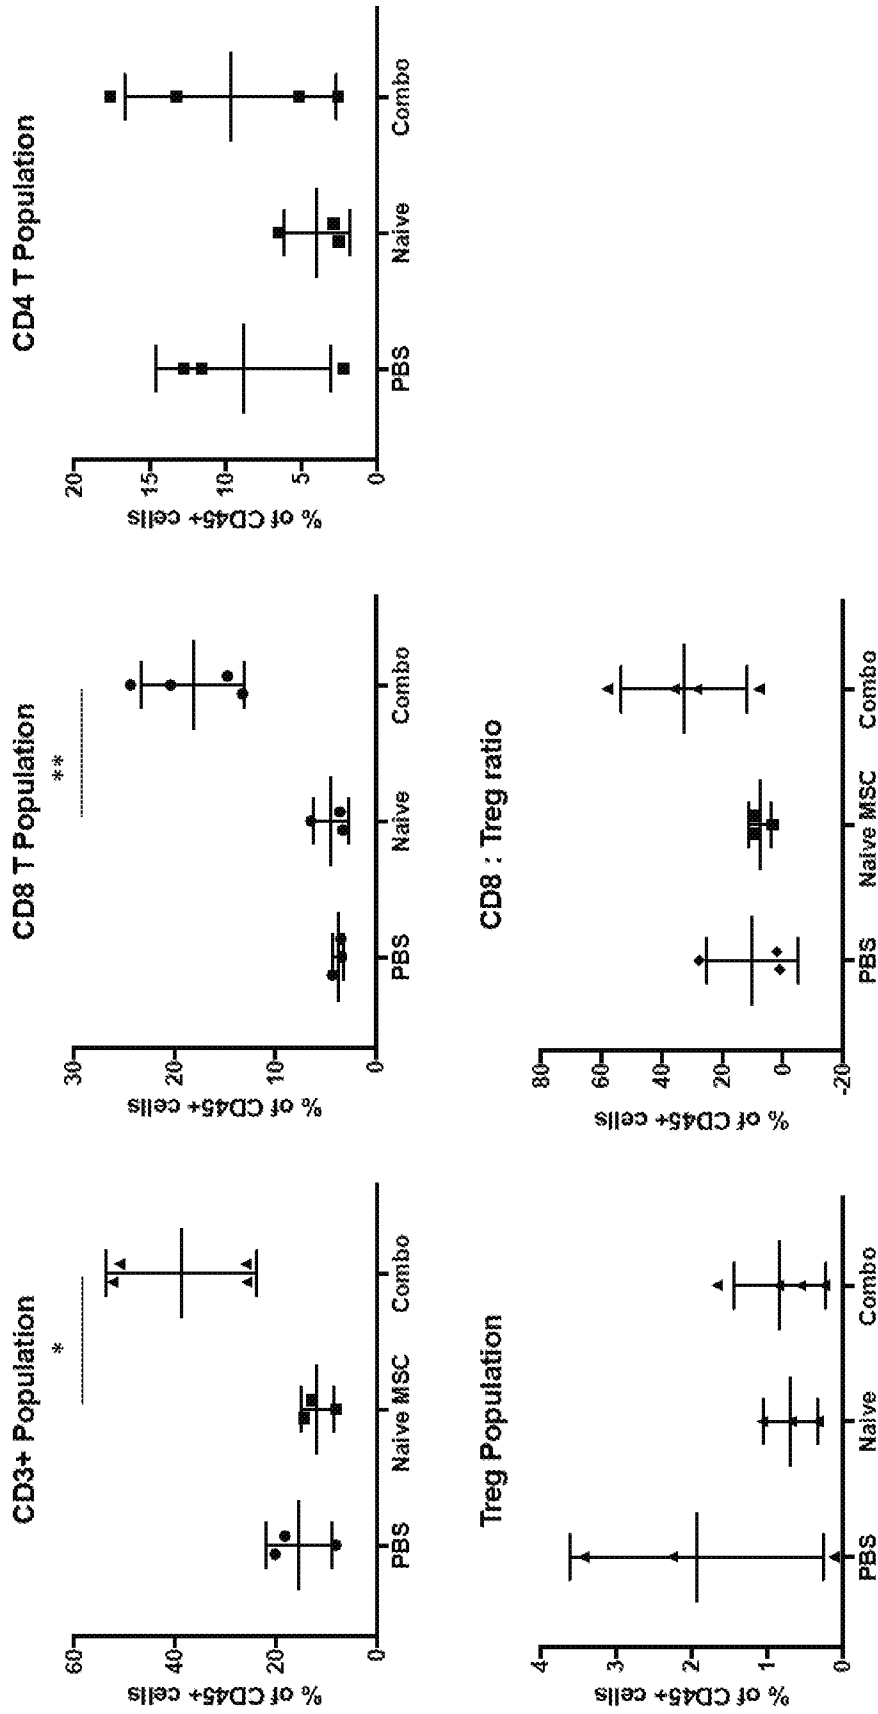 CD3+ Population
% of CD45+ cells
60
40
20
0
*
PBS
Naive MSC
Combo
CD8 T Population
% of CD45+ cells
30
20
10
0
**
PBS
Naive
Combo
CD4 T Population
% of CD45+ cells
20
15
10
5
0
PBS
Naive
Combo
Treg Population
% of CD45+ cells
4
3
2
1
0
PBS
Naive
Combo
CD8 : Treg ratio
% of CD45+ cells
80
60
40
20
0
-20
PBS
Naive MSC
Combo